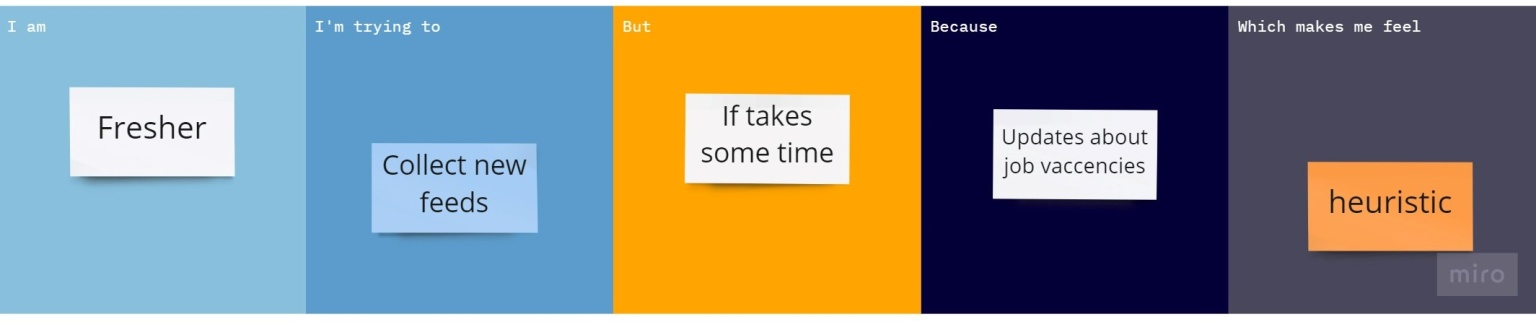 I am
Fresher
I'm trying to
Collect new
feeds
But
If takes
some time
Because
Updates about
job vaccencies
Which makes me feel
heuristic
miro